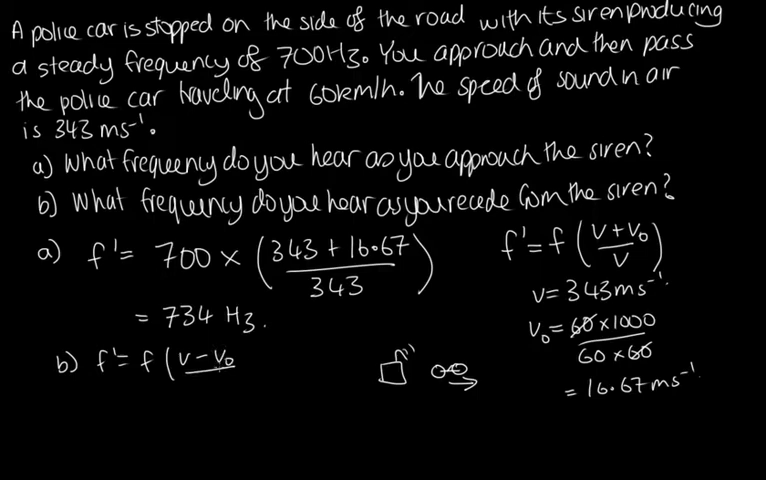 A police car is stopped on the side of the road with its siren producing
a steady frequency of 700Hz. You approach and then pass
the police car traveling at 60km/h. The speed of sound in air
is 343 ms⁻¹.
a) What frequency do you hear as you approach the siren?
b) What frequency do you hear as you recede from the siren?
a) f' = 700 × (343 + 16.67 / 343)
= 734 Hz.
b) f' = f (v - v₀
f' = f (v + v₀ / v)
v = 343 ms⁻¹
v₀ = 60 × 1000 / 60 × 60
= 16.67 ms⁻¹